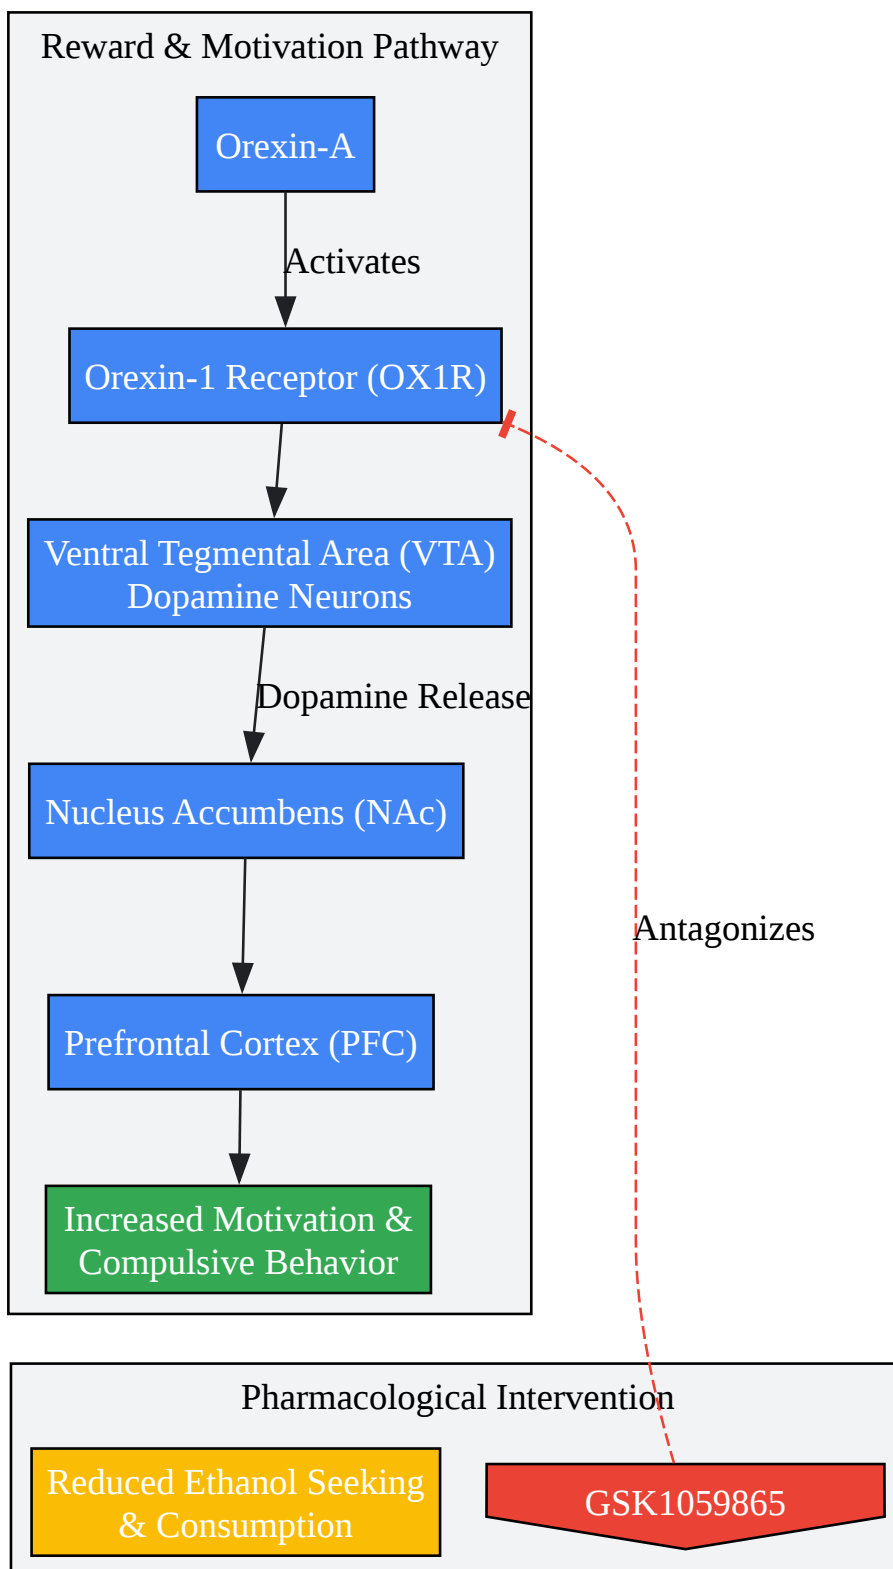 Reward & Motivation Pathway
Orexin-A
Activates
Orexin-1 Receptor (OX1R)
Ventral Tegmental Area (VTA)
Dopamine Neurons
Dopamine Release
Nucleus Accumbens (NAc)
Antagonizes
Prefrontal Cortex (PFC)
Increased Motivation &
Compulsive Behavior
Pharmacological Intervention
Reduced Ethanol Seeking
& Consumption
GSK1059865